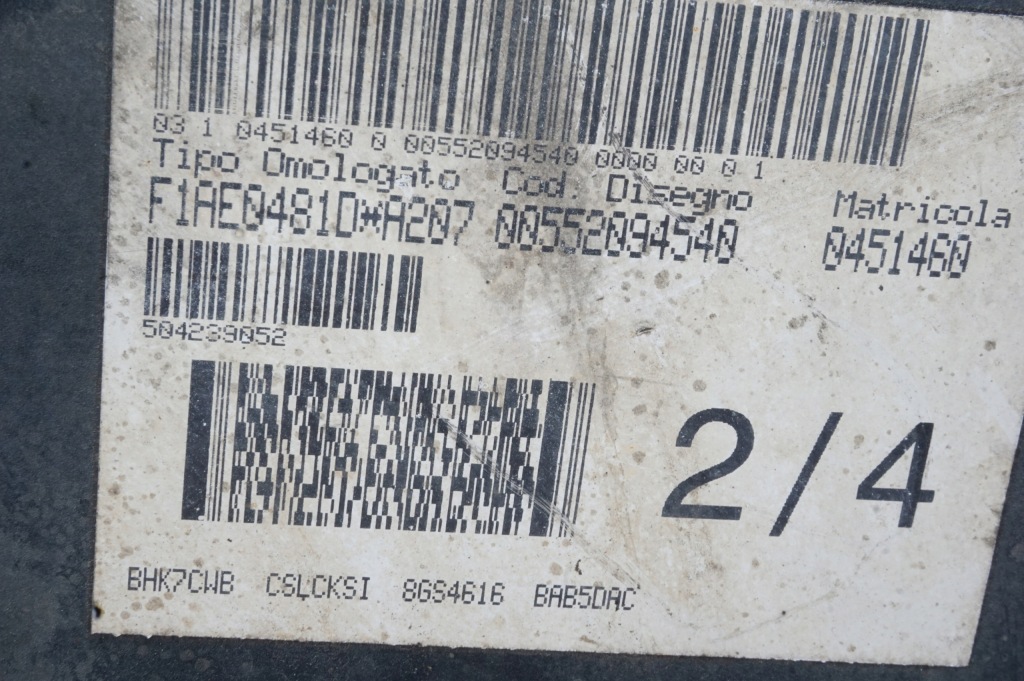 03 1 0451460 0 00552094540 0000 00 0 1
Tipo Omologato Cod. Disegno Matricola
F1AE0481D*A207 00552094540 0451460
504239052
2/4
BHK7CWB CSLCKSI 8GS4616 BAB5DAC